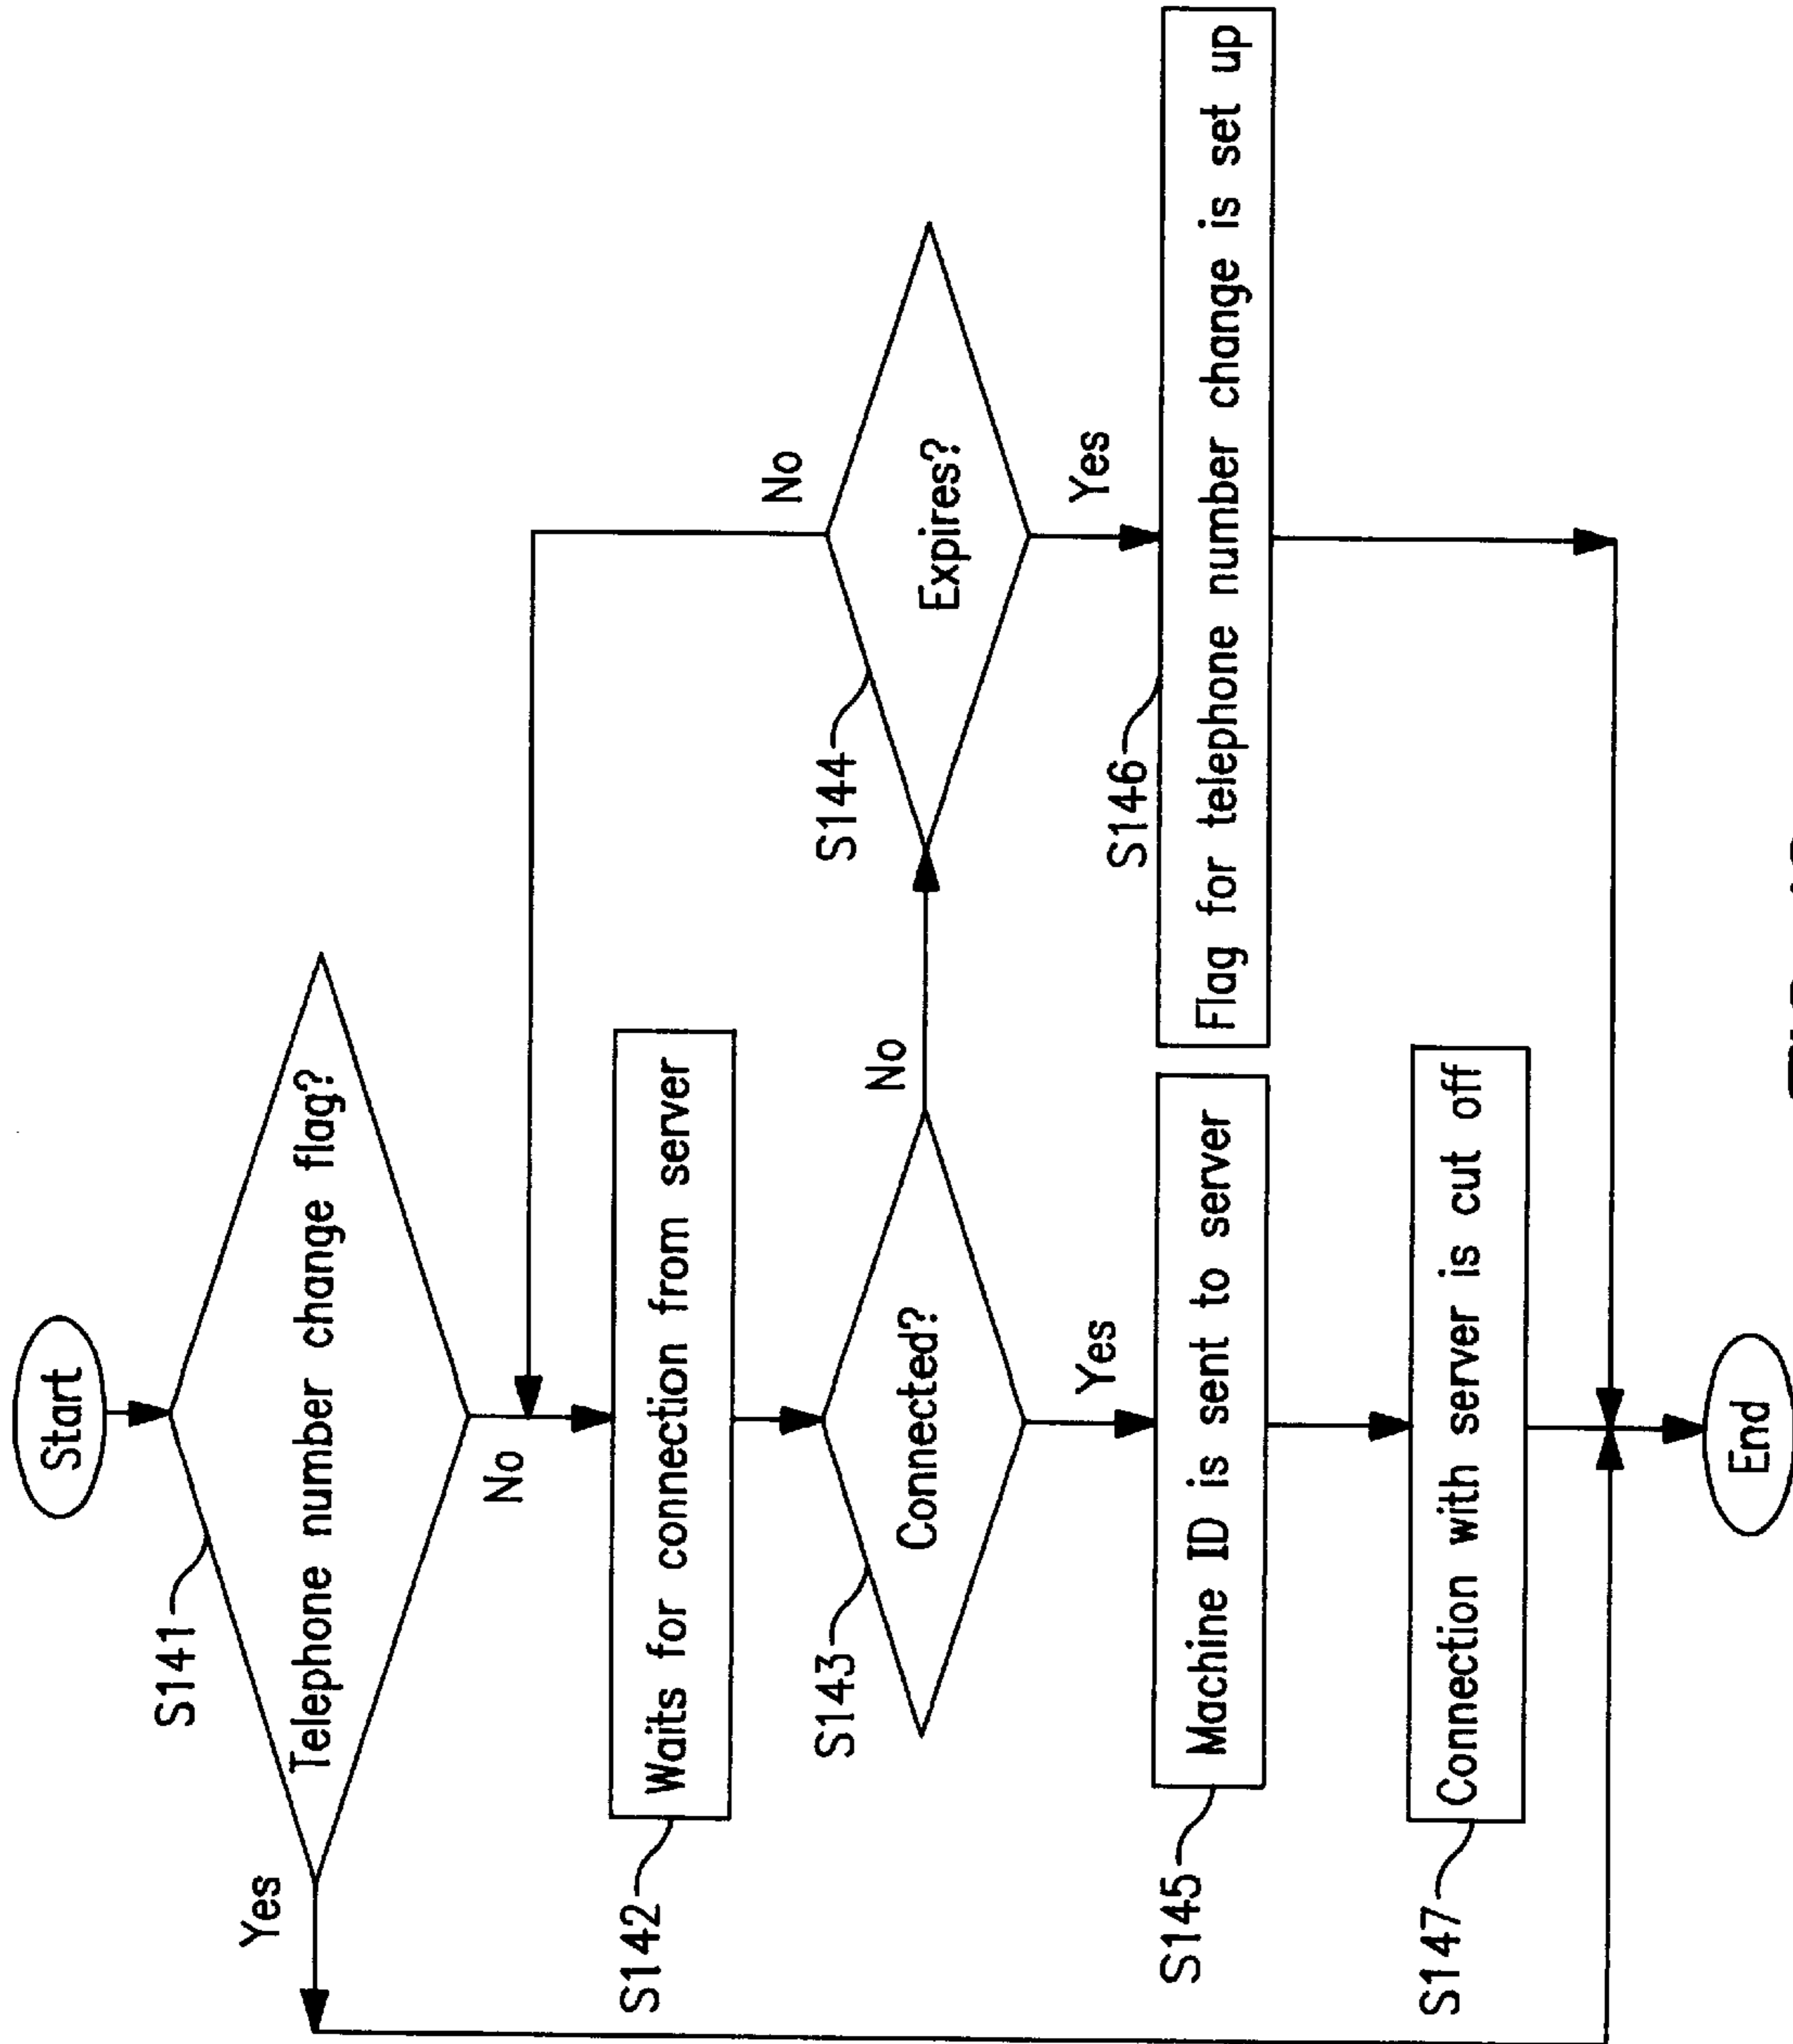 Start
S141
Telephone number change flag?
Yes
No
S142
Waits for connection from server
S143
Connected?
No
S144
Expires?
No
Yes
Yes
S145
Machine ID is sent to server
S146
Flag for telephone number change is set up
S147
Connection with server is cut off
End